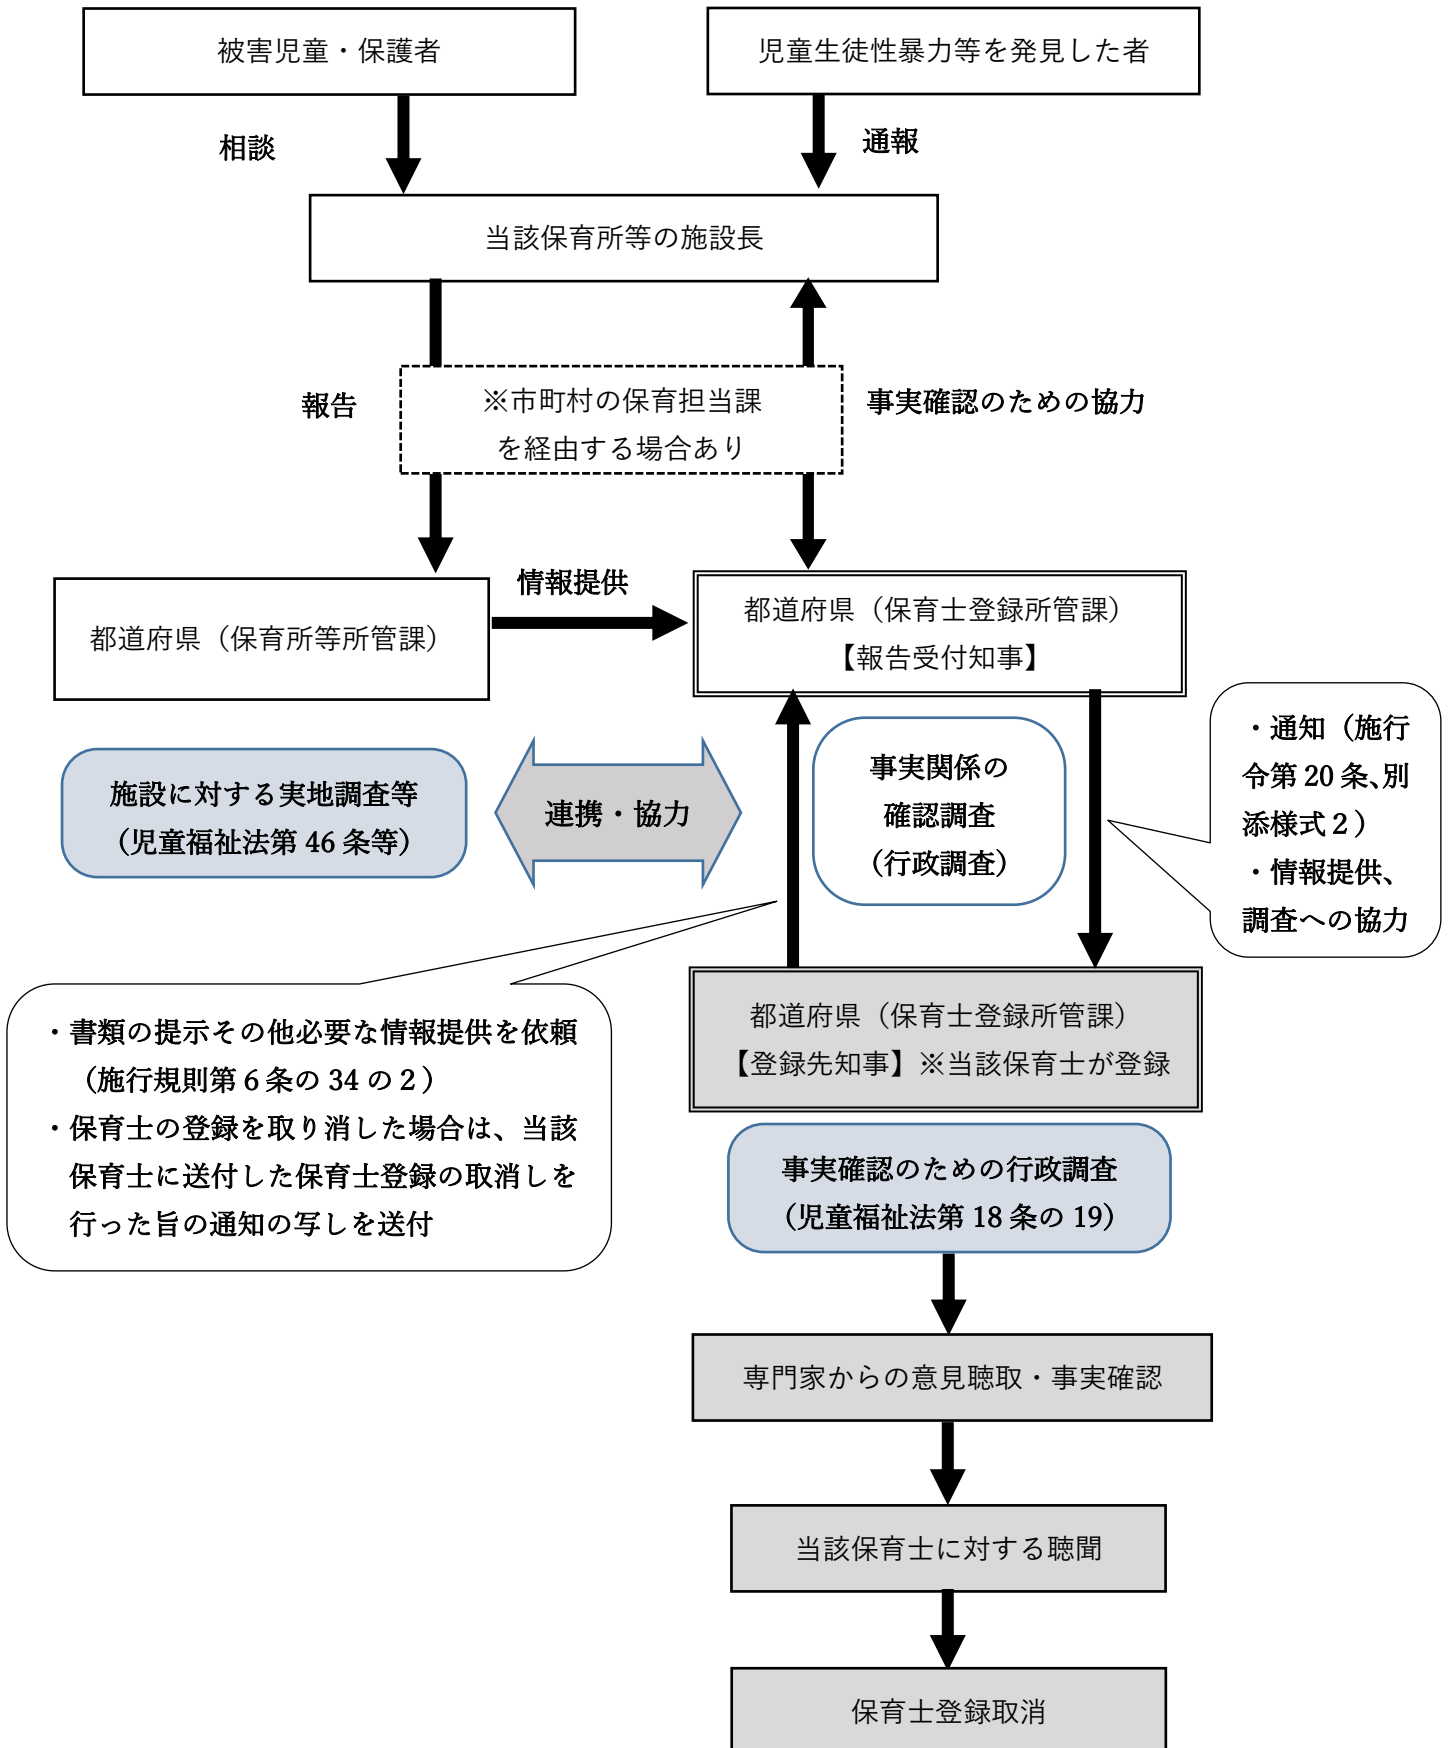 被害児童・保護者
児童生徒性暴力等を発見した者
相談
通報
当該保育所等の施設長
報告
※市町村の保育担当課
を経由する場合あり
事実確認のための協力
情報提供
都道府県（保育所等所管課）
都道府県（保育士登録所管課）
【報告受付知事】
施設に対する実地調査等
（児童福祉法第 46 条等）
連携・協力
事実関係の
確認調査
（行政調査）
・通知（施行
令第 20 条、別
添様式２）
・情報提供、
調査への協力
・書類の提示その他必要な情報提供を依頼
（施行規則第６条の 34 の２）
・保育士の登録を取り消した場合は、当該
保育士に送付した保育士登録の取消しを
行った旨の通知の写しを送付
都道府県（保育士登録所管課）
【登録先知事】※当該保育士が登録
事実確認のための行政調査
（児童福祉法第 18 条の 19）
専門家からの意見聴取・事実確認
当該保育士に対する聴聞
保育士登録取消